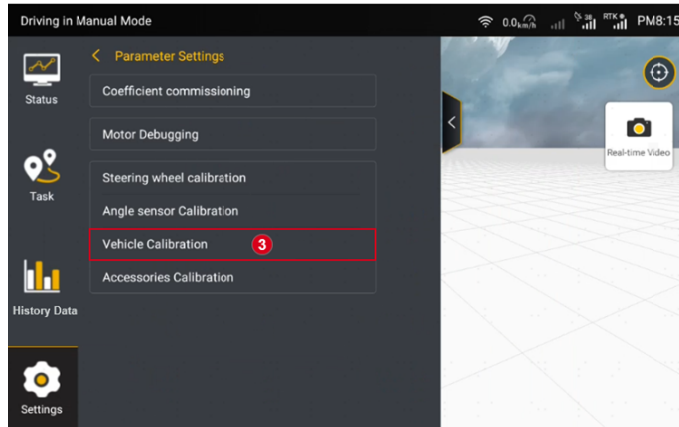 Driving in Manual Mode
0.0km/h
38
RTK
PM8:15
Status
Task
History Data
Settings
Parameter Settings
Coefficient commissioning
Motor Debugging
Steering wheel calibration
Angle sensor Calibration
Vehicle Calibration 3
Accessories Calibration
Real-time Video